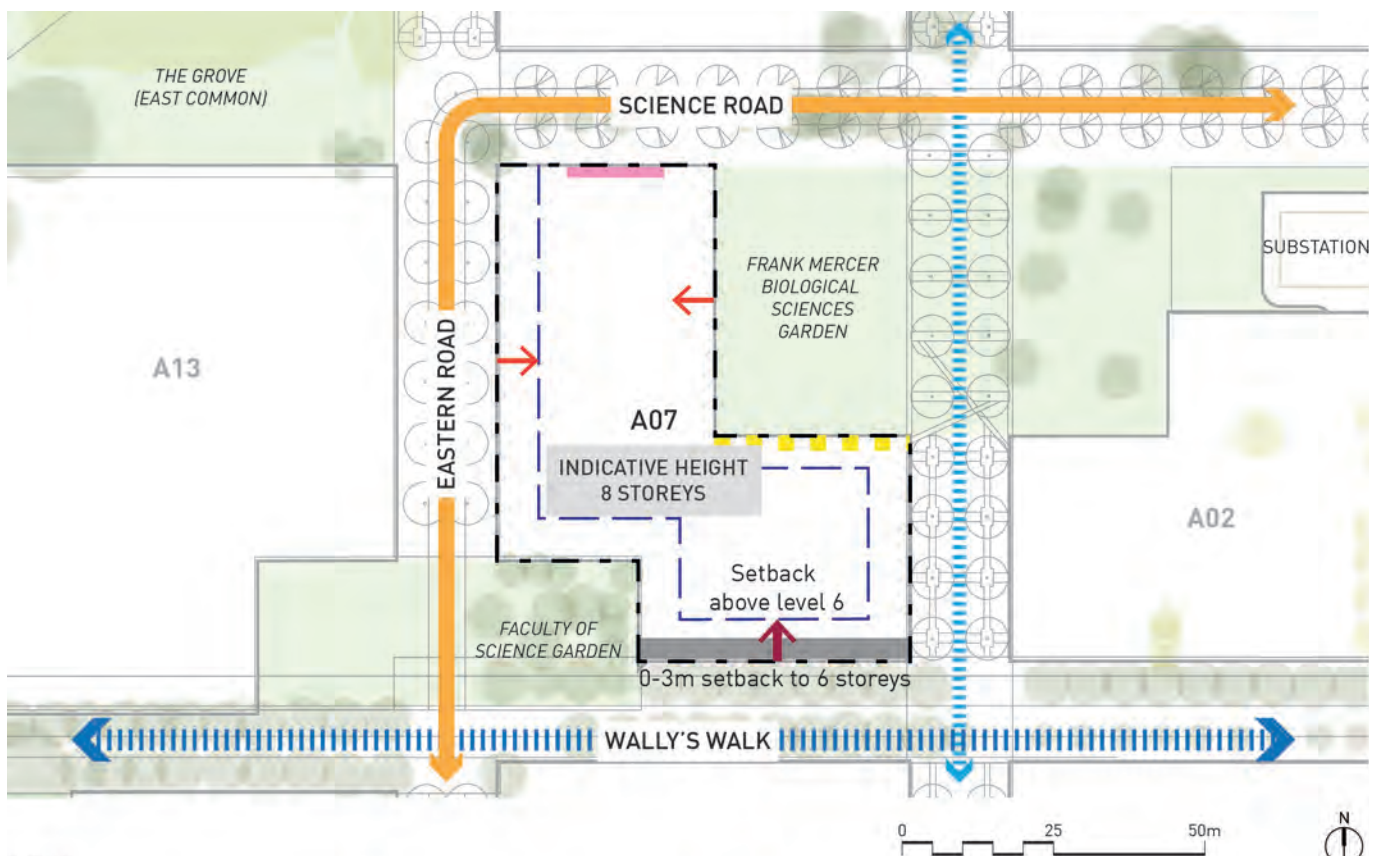 THE GROVE
(EAST COMMON)
SCIENCE ROAD
SUBSTATION
FRANK MERCER
BIOLOGICAL
SCIENCES
GARDEN
A13
EASTERN ROAD
A07
INDICATIVE HEIGHT
8 STOREYS
A02
Setback
above level 6
FACULTY OF
SCIENCE GARDEN
0-3m setback to 6 storeys
WALLY'S WALK
0 25 50m
N